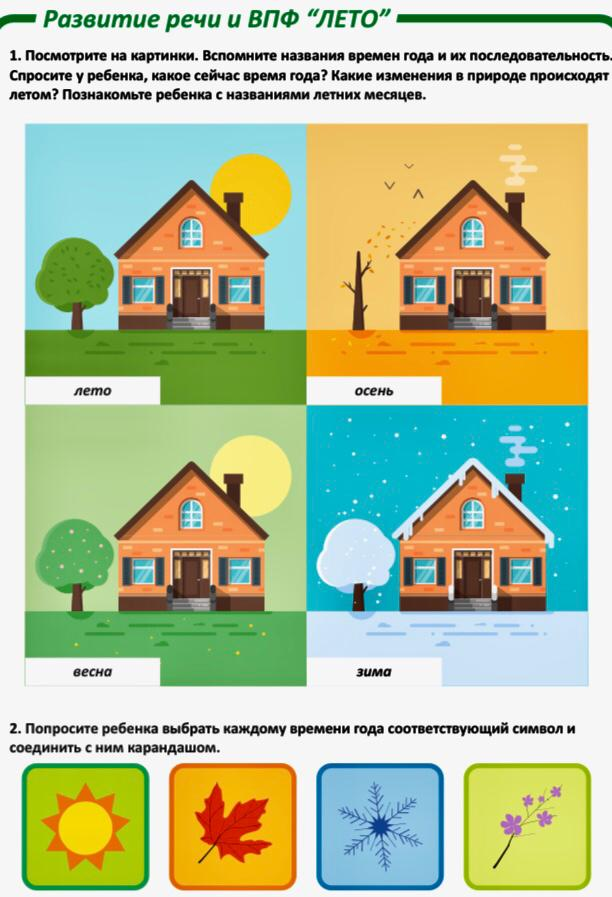 Развитие речи и ВПФ “ЛЕТО”
1. Посмотрите на картинки. Вспомните названия времен года и их последовательность.
Спросите у ребенка, какое сейчас время года? Какие изменения в природе происходят
летом? Познакомьте ребенка с названиями летних месяцев.
лето
осень
весна
зима
2. Попросите ребенка выбрать каждому времени года соответствующий символ и
соединить с ним карандашом.